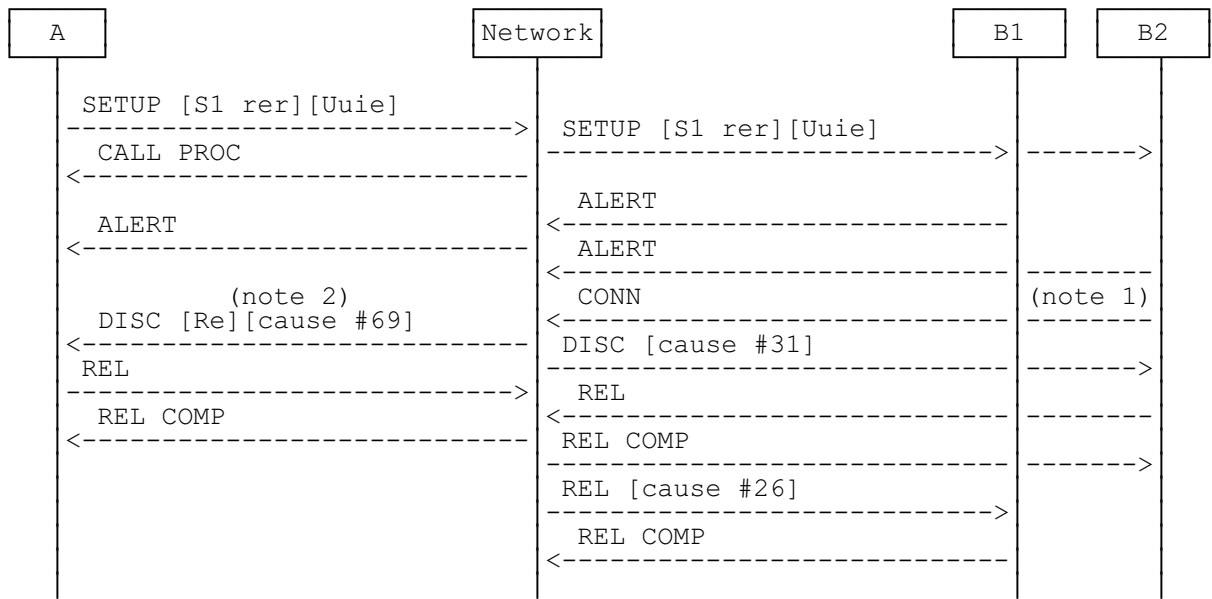 A Network B1 B2
SETUP [S1 rer][Uuie]
SETUP [S1 rer][Uuie]
CALL PROC
ALERT
ALERT
ALERT
(note 2) CONN (note 1)
DISC [Re][cause #69]
DISC [cause #31]
REL
REL
REL COMP
REL COMP
REL [cause #26]
REL COMP